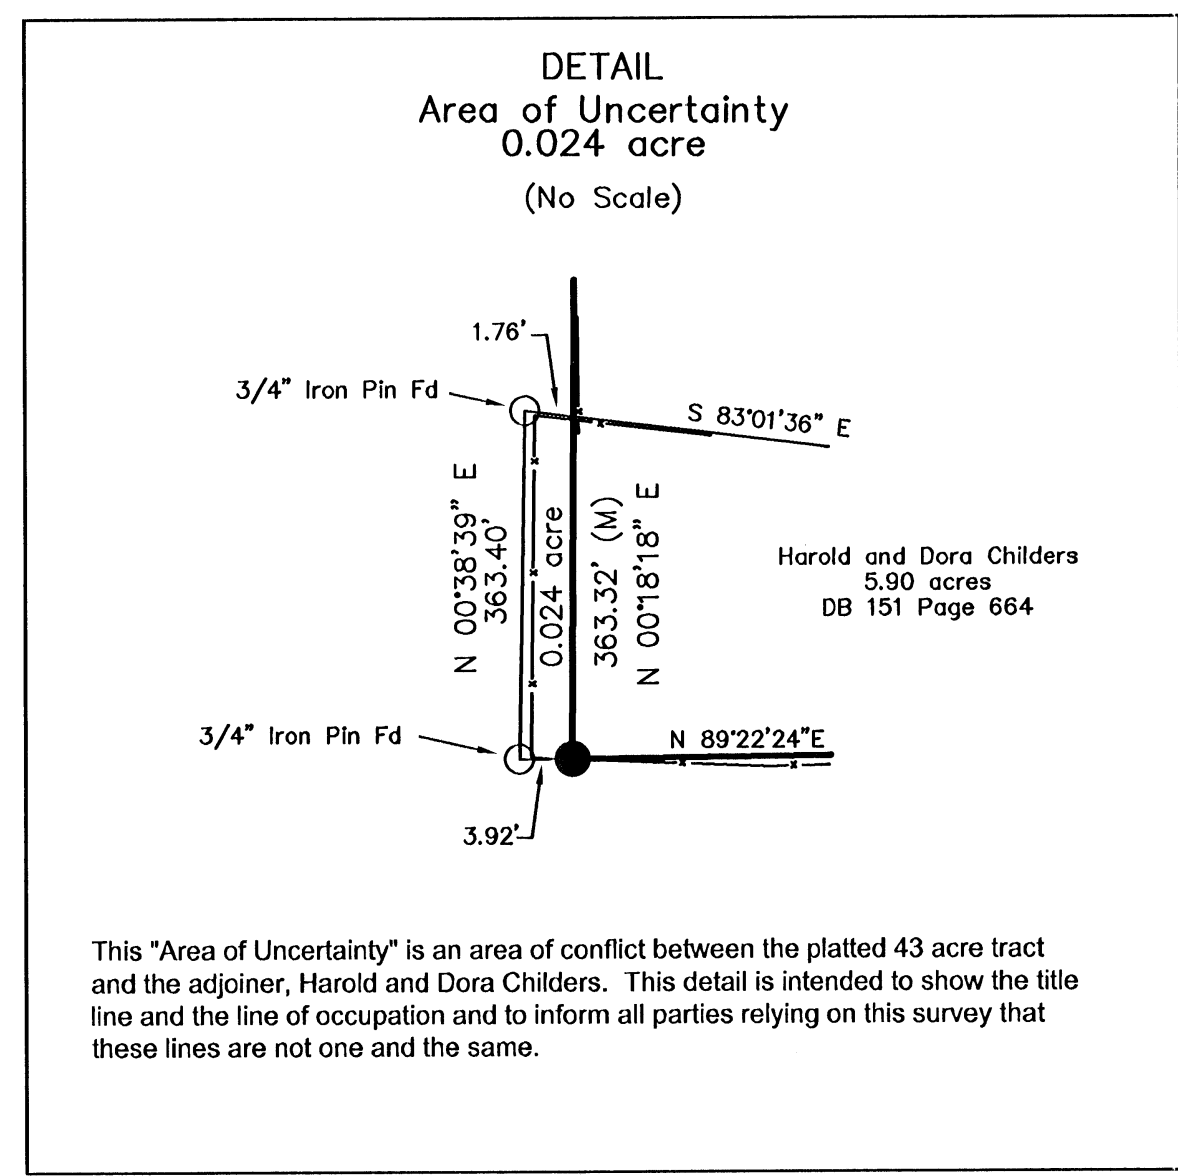 DETAIL
Area of Uncertainty
0.024 acre
(No Scale)
1.76'
3/4" Iron Pin Fd
S 83°01'36" E
N 00°38'39" E
363.40'
0.024 acre
363.32' (M)
N 00°18'18" E
Harold and Dora Childers
5.90 acres
DB 151 Page 664
3/4" Iron Pin Fd
N 89°22'24"E
3.92'
This "Area of Uncertainty" is an area of conflict between the platted 43 acre tract
and the adjoiner, Harold and Dora Childers.  This detail is intended to show the title
line and the line of occupation and to inform all parties relying on this survey that
these lines are not one and the same.